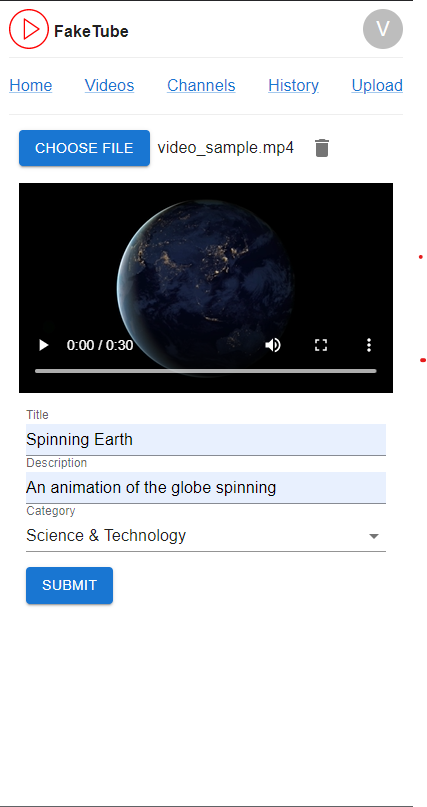 FakeTube
V
Home Videos Channels History Upload
CHOOSE FILE video_sample.mp4
0:00 / 0:30
Title
Spinning Earth
Description
An animation of the globe spinning
Category
Science & Technology
SUBMIT